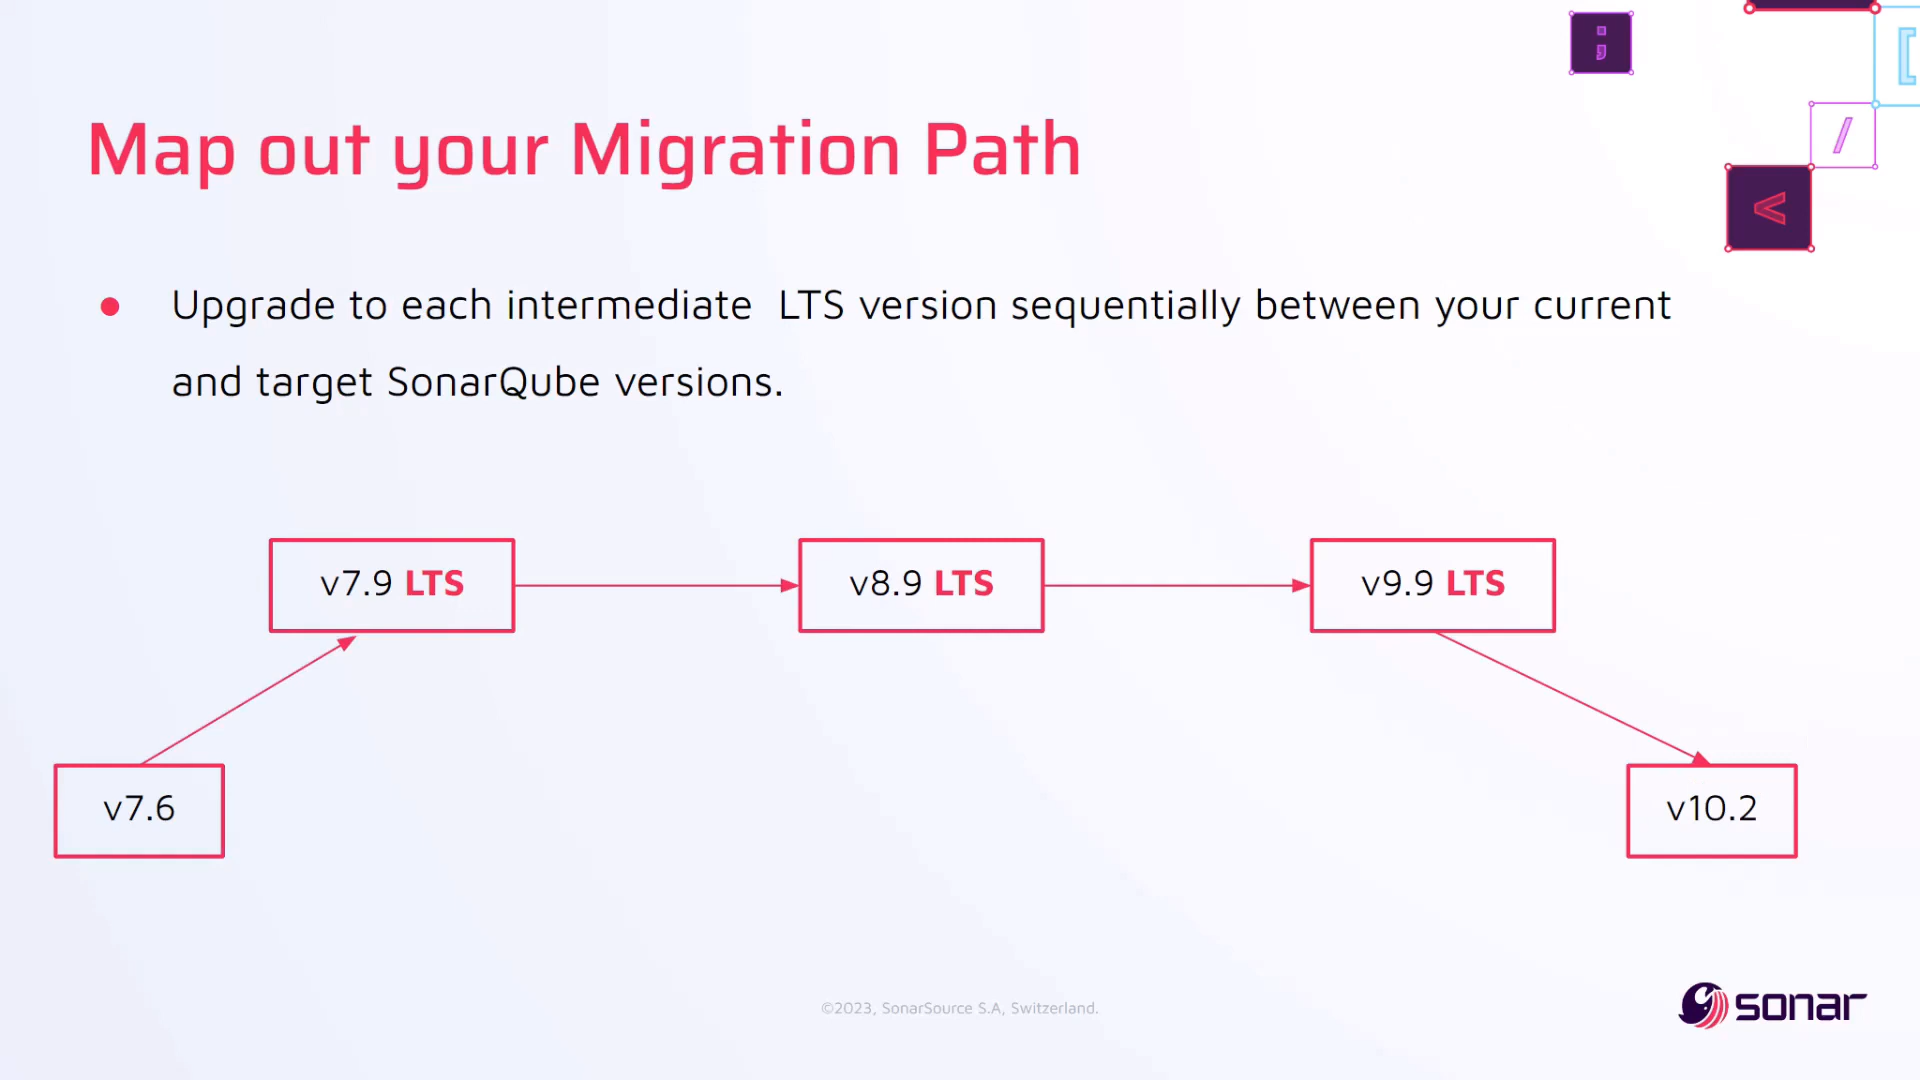 ;
[
/
<
Map out your Migration Path
Upgrade to each intermediate  LTS version sequentially between your current
and target SonarQube versions.
v7.9 LTS
v8.9 LTS
v9.9 LTS
v7.6
v10.2
©2023, SonarSource S.A, Switzerland.
sonar